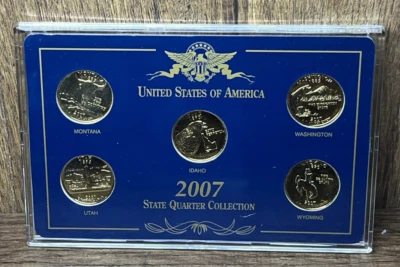 UNITED STATES OF AMERICA
MONTANA
WASHINGTON
IDAHO
UTAH
WYOMING
2007
STATE QUARTER COLLECTION